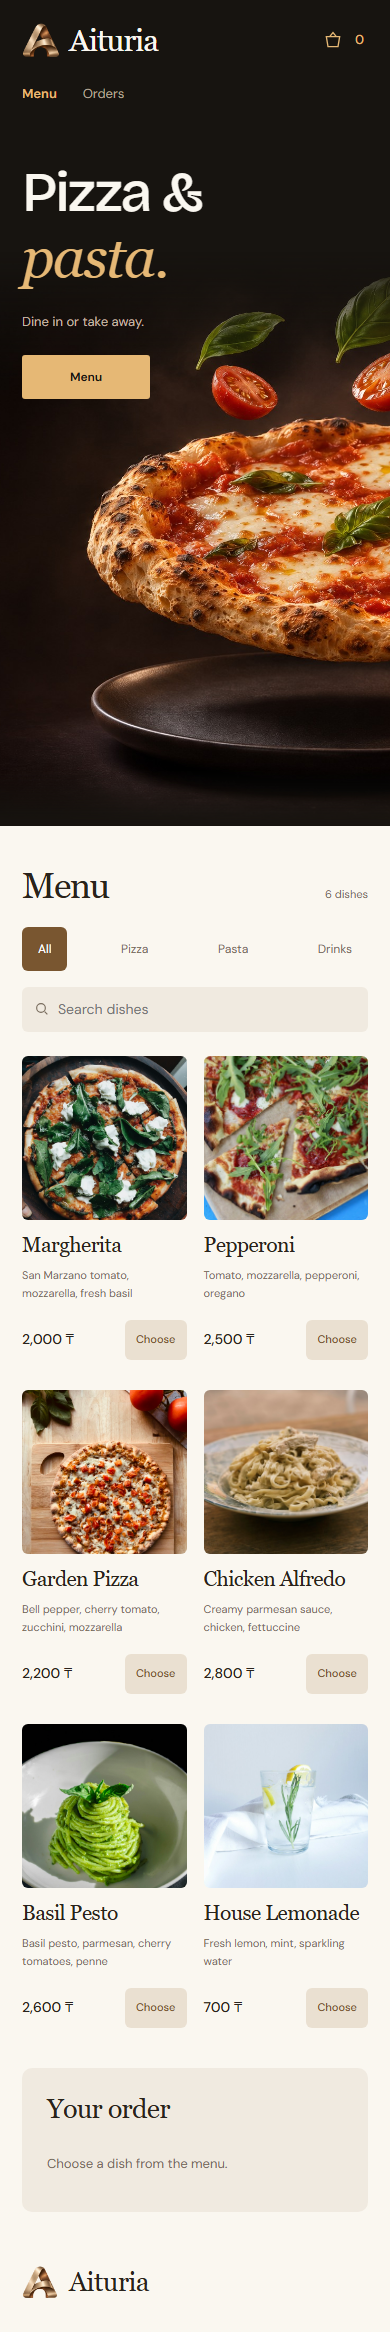 Aituria
0
Menu Orders
Pizza &
pasta.
Dine in or take away.
Menu
Menu
6 dishes
All Pizza Pasta Drinks
Search dishes
Margherita
San Marzano tomato,
mozzarella, fresh basil
2,000 ₸ Choose
Pepperoni
Tomato, mozzarella, pepperoni,
oregano
2,500 ₸ Choose
Garden Pizza
Bell pepper, cherry tomato,
zucchini, mozzarella
2,200 ₸ Choose
Chicken Alfredo
Creamy parmesan sauce,
chicken, fettuccine
2,800 ₸ Choose
Basil Pesto
Basil pesto, parmesan, cherry
tomatoes, penne
2,600 ₸ Choose
House Lemonade
Fresh lemon, mint, sparkling
water
700 ₸ Choose
Your order
Choose a dish from the menu.
Aituria